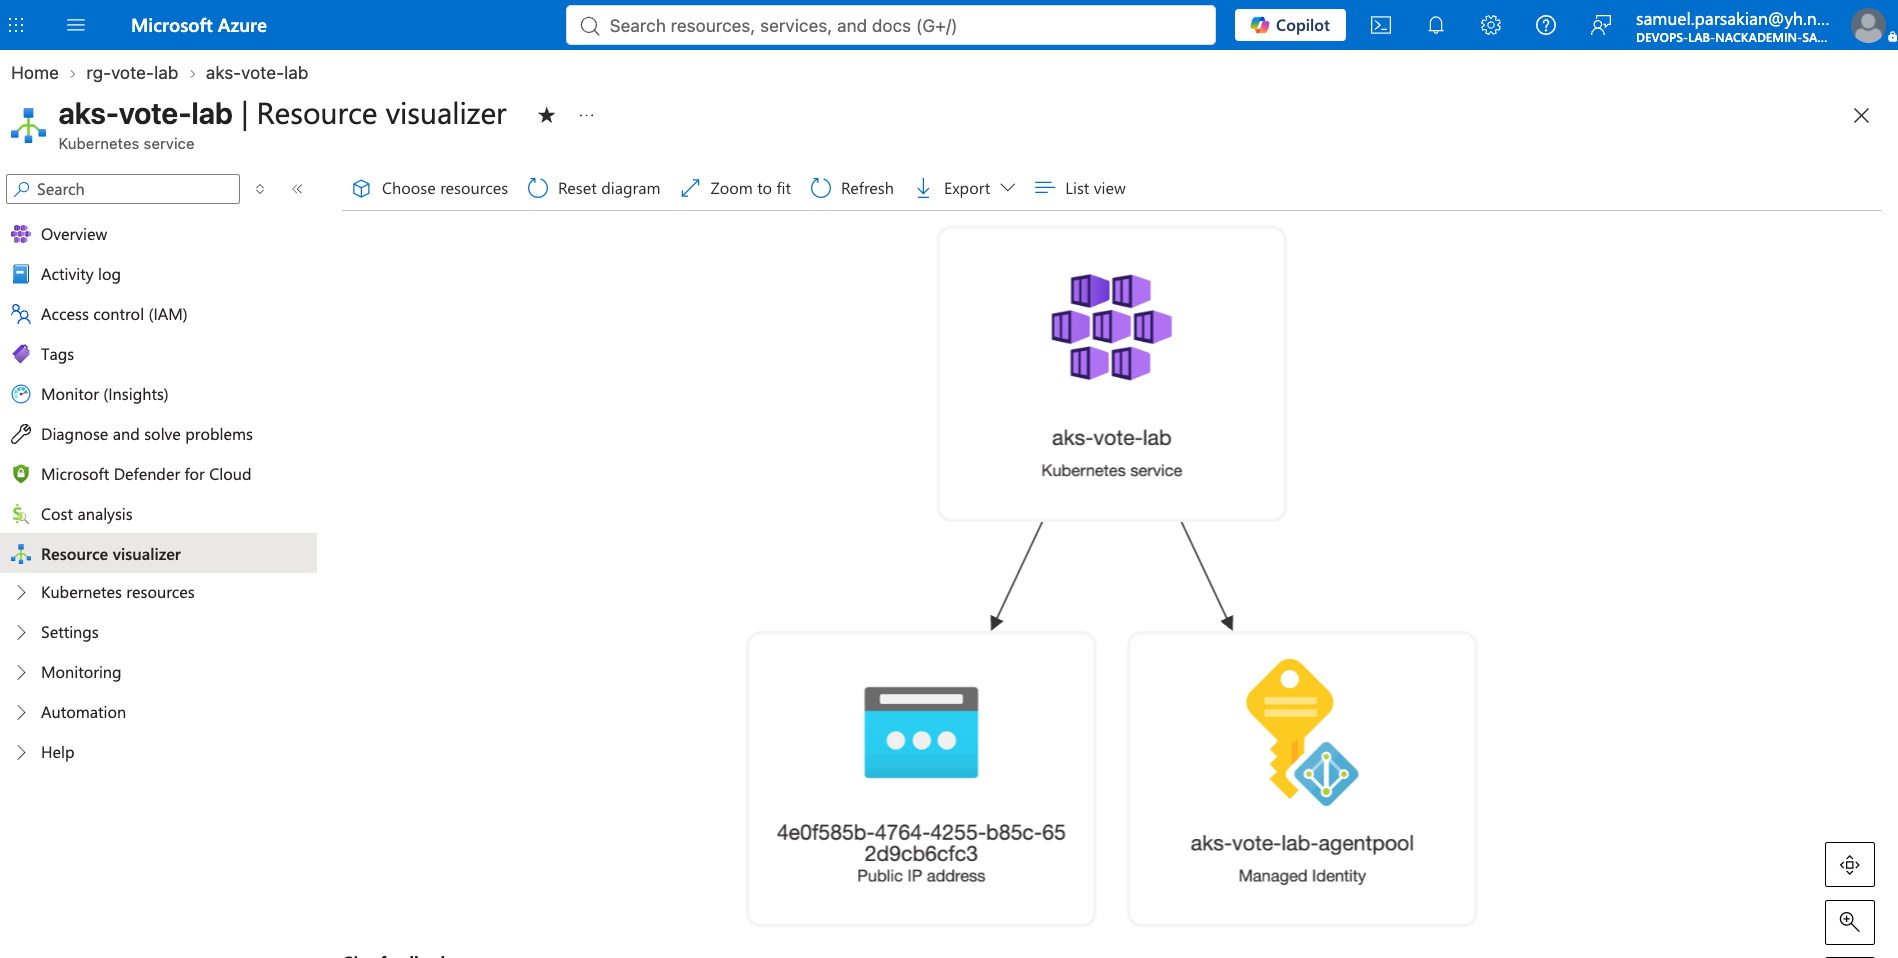 Microsoft Azure
Search resources, services, and docs (G+/)
Copilot
samuel.parsakian@yh.n...
DEVOPS-LAB-NACKADEMIN-SA...
Home > rg-vote-lab > aks-vote-lab
aks-vote-lab | Resource visualizer
Kubernetes service
Search
Choose resources
Reset diagram
Zoom to fit
Refresh
Export
List view
Overview
Activity log
Access control (IAM)
Tags
Monitor (Insights)
Diagnose and solve problems
Microsoft Defender for Cloud
Cost analysis
Resource visualizer
Kubernetes resources
Settings
Monitoring
Automation
Help
aks-vote-lab
Kubernetes service
4e0f585b-4764-4255-b85c-65
2d9cb6cfc3
Public IP address
aks-vote-lab-agentpool
Managed Identity